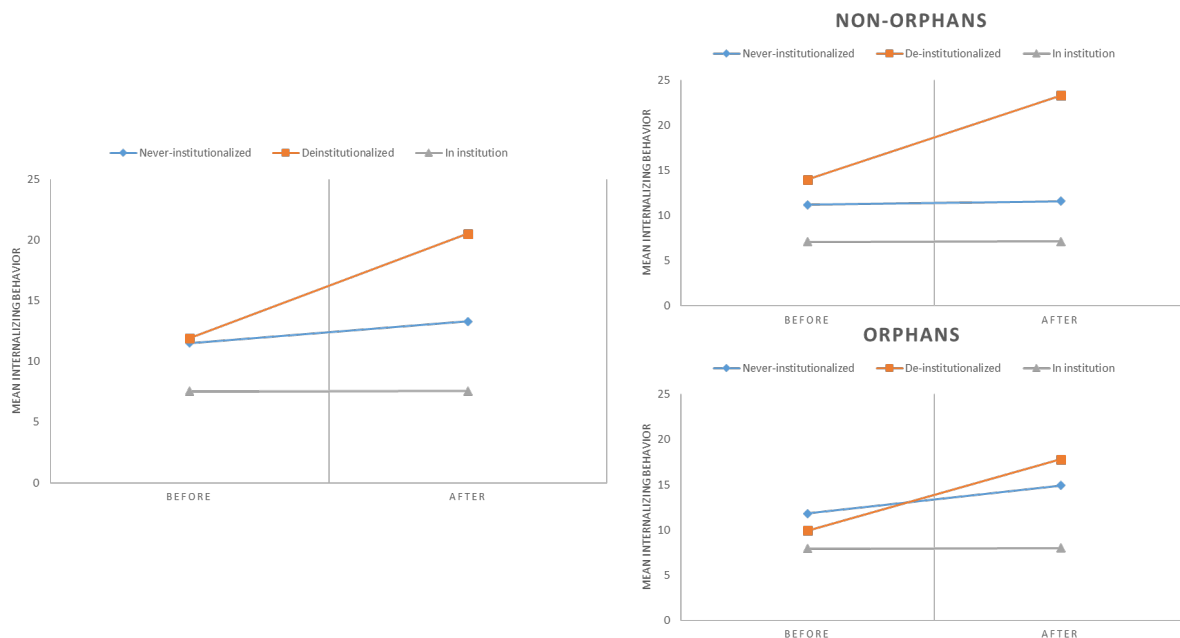 Never-institutionalized Deinstitutionalized In institution
MEAN INTERNALIZING BEHAVIOR
25
20
15
10
5
0
BEFORE AFTER
NON-ORPHANS
Never-institutionalized De-institutionalized In institution
MEAN INTERNALIZING BEHAVIOR
25
20
15
10
5
0
BEFORE AFTER
ORPHANS
Never-institutionalized De-institutionalized In institution
MEAN INTERNALIZING BEHAVIOR
25
20
15
10
5
0
BEFORE AFTER